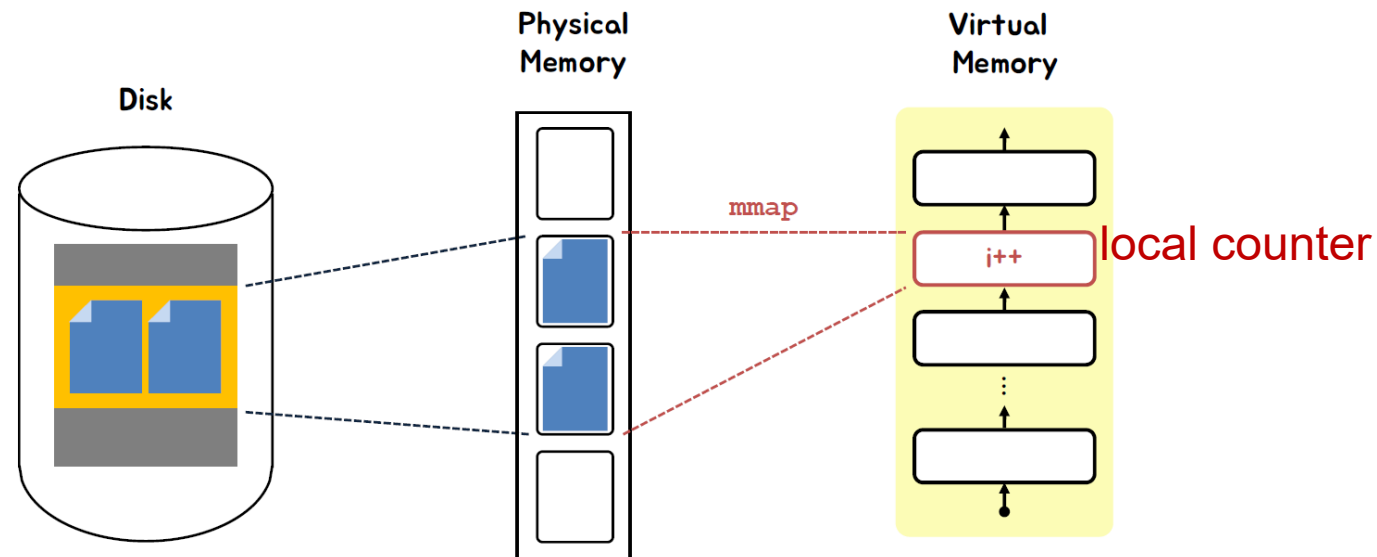 Disk
Physical
Memory
Virtual
Memory
mmap
i++
local counter
⋮